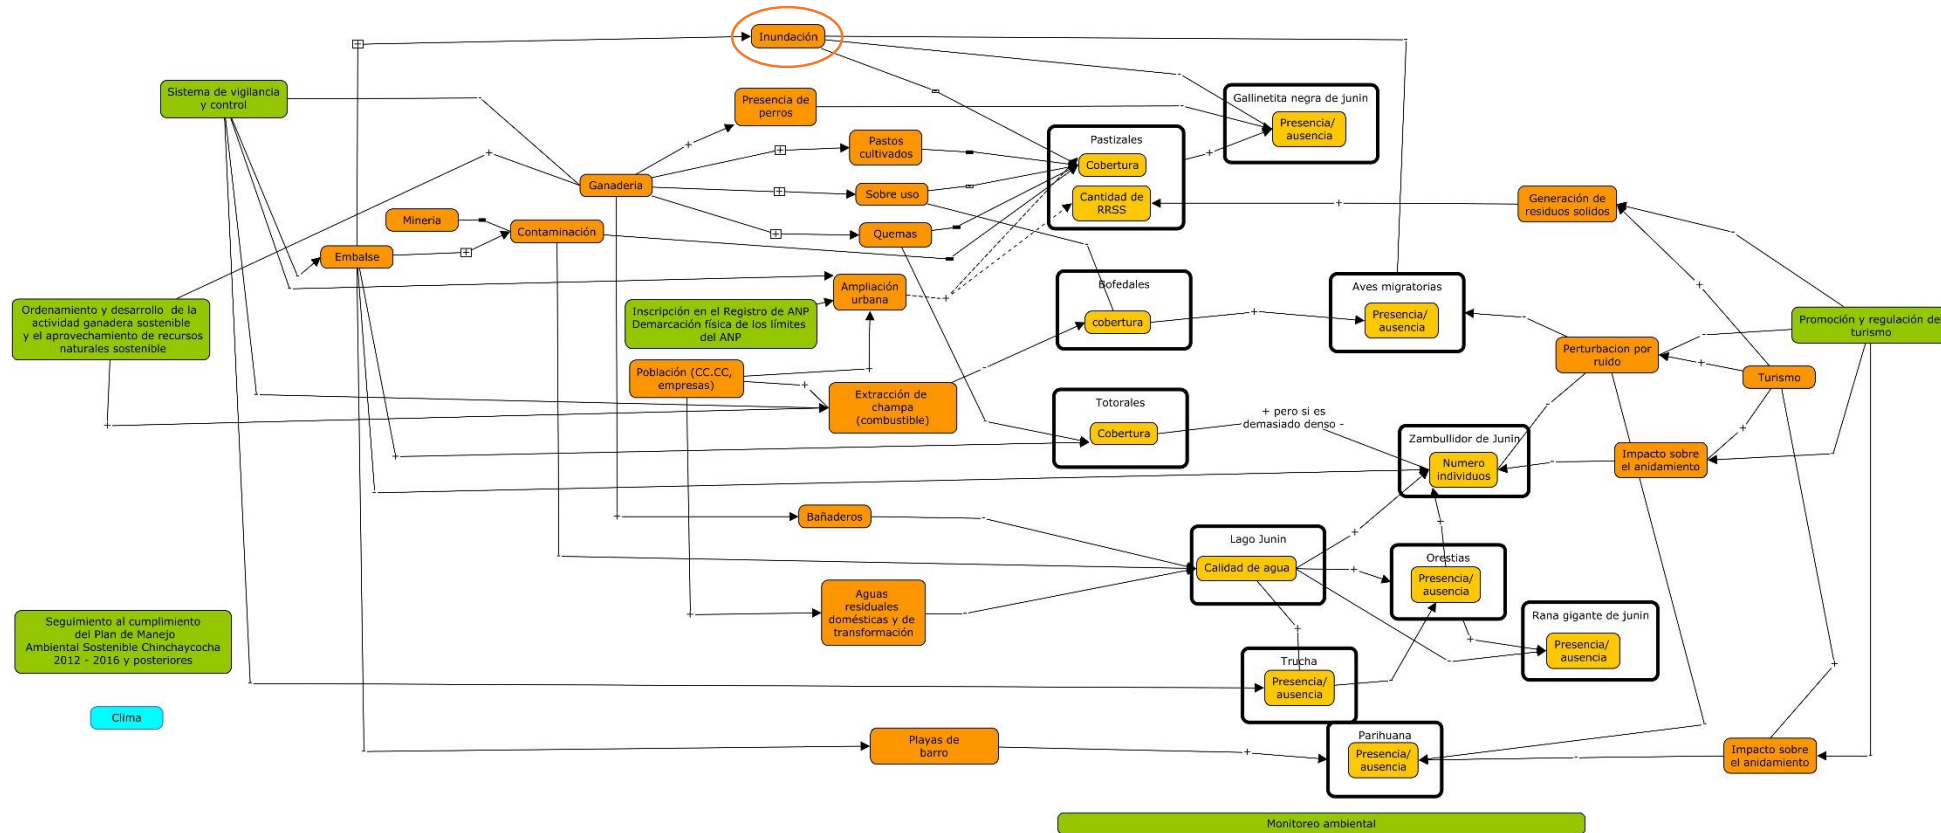 Inundación
Sistema de vigilancia
y control
Presencia de
perros
Gallinetita negra de junin
Presencia/
ausencia
Pastos
cultivados
Pastizales
Cobertura
Cantidad de
RRSS
Ganaderia
Sobre uso
Generación de
residuos solidos
Mineria
Contaminación
Quemas
Embalse
Ampliación
urbana
Bofedales
cobertura
Aves migratorias
Presencia/
ausencia
Ordenamiento y desarrollo de la
actividad ganadera sostenible
y el aprovechamiento de recursos
naturales sostenible
Inscripción en el Registro de ANP
Demarcación física de los límites
del ANP
Promoción y regulación de
turismo
Perturbacion por
ruido
Turismo
Población (CC.CC,
empresas)
Extracción de
champa
(combustible)
Totorales
Cobertura
+ pero si es
demasiado denso -
Zambullidor de Junin
Numero
individuos
Impacto sobre
el anidamiento
Bañaderos
Lago Junin
Calidad de agua
Orestias
Presencia/
ausencia
Aguas
residuales
domésticas y de
transformación
Rana gigante de junin
Presencia/
ausencia
Seguimiento al cumplimiento
del Plan de Manejo
Ambiental Sostenible Chinchaycocha
2012 - 2016 y posteriores
Trucha
Presencia/
ausencia
Clima
Playas de
barro
Parihuana
Presencia/
ausencia
Impacto sobre
el anidamiento
Monitoreo ambiental